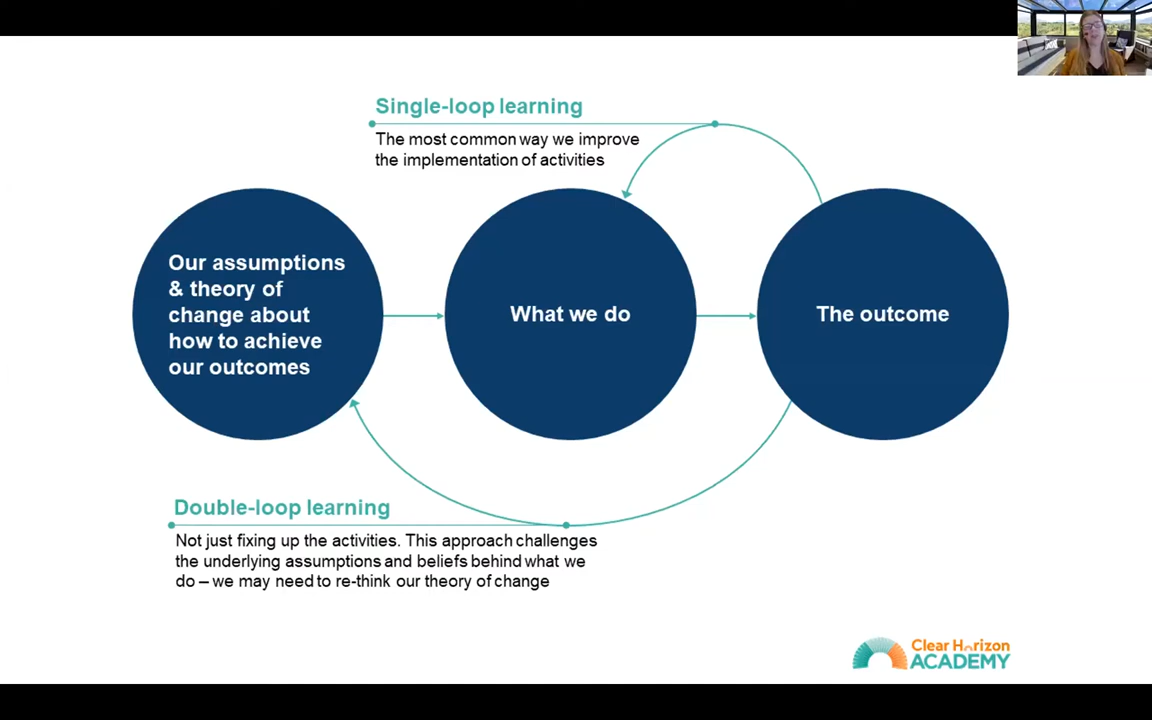 Single-loop learning
The most common way we improve
the implementation of activities
Our assumptions
& theory of
change about
how to achieve
our outcomes
What we do
The outcome
Double-loop learning
Not just fixing up the activities. This approach challenges
the underlying assumptions and beliefs behind what we
do – we may need to re-think our theory of change
Clear Horizon
ACADEMY